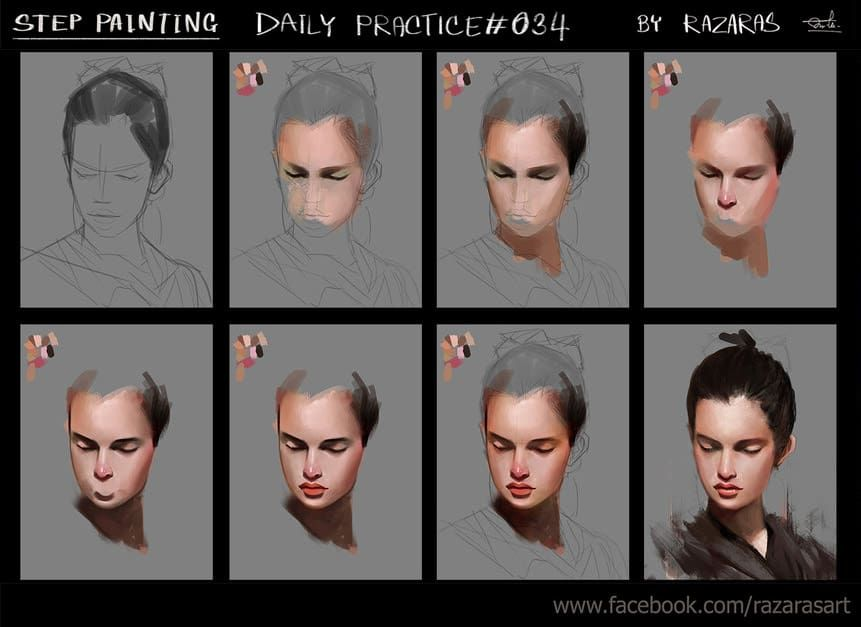 STEP PAINTING DAILY PRACTICE#034 BY RAZARAS
www.facebook.com/razarasart